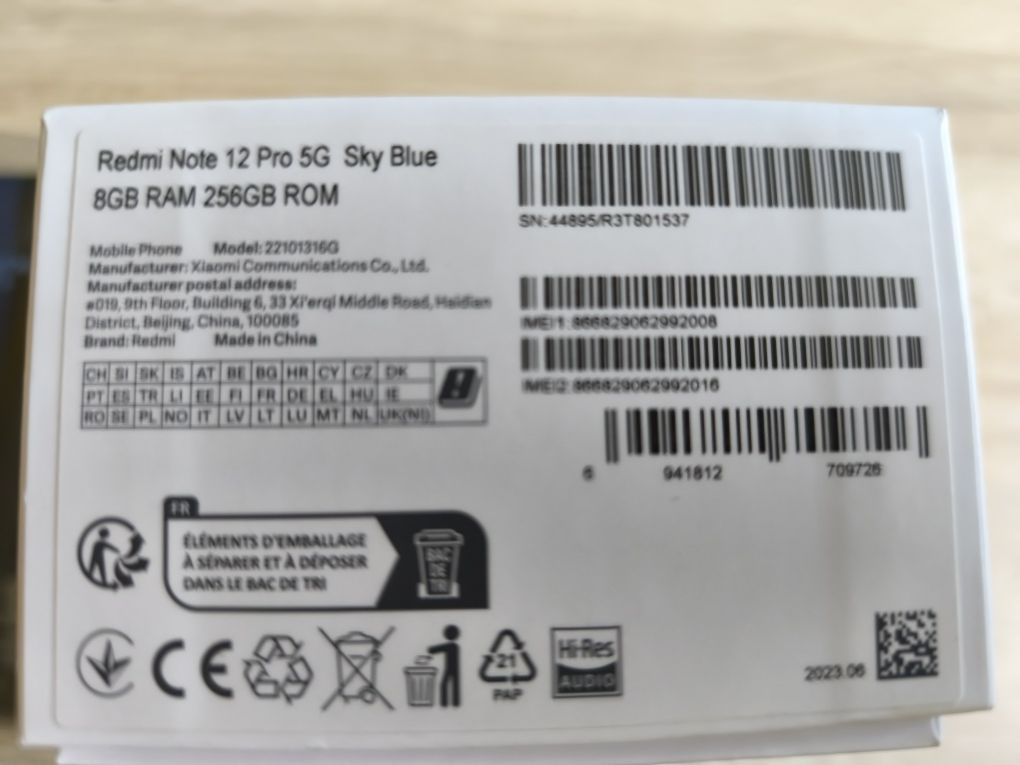 Redmi Note 12 Pro 5G Sky Blue
8GB RAM 256GB ROM
Mobile Phone Model: 22101316G
Manufacturer: Xiaomi Communications Co., Ltd.
Manufacturer postal address:
#019, 9th Floor, Building 6, 33 Xi'erqi Middle Road, Haidian
District, Beijing, China, 100085
Brand: Redmi Made in China
CH SI SK IS AT BE BG HR CY CZ DK
PT ES TR LI EE FI FR DE EL HU IE
RO SE PL NO IT LV LT LU MT NL UK(NI)
SN: 44895/R3T801537
IMEI1: 866829062992008
IMEI2: 866829062992016
6 941812 709726
FR
ÉLÉMENTS D'EMBALLAGE
À SÉPARER ET À DÉPOSER
DANS LE BAC DE TRI
BAC
DE
TRI
CE
21
PAP
Hi-Res
AUDIO
2023.06